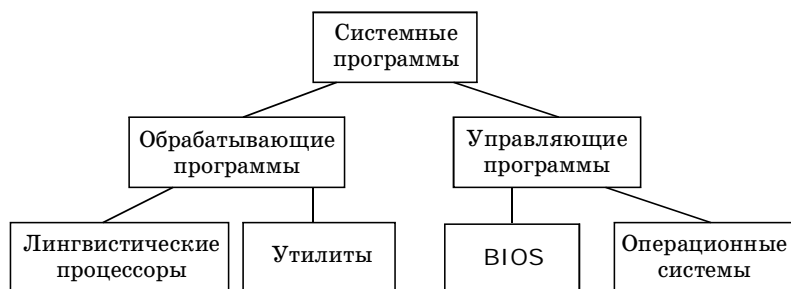 Системные
программы
Обрабатывающие
программы
Управляющие
программы
Лингвистические
процессоры
Утилиты
BIOS
Операционные
системы